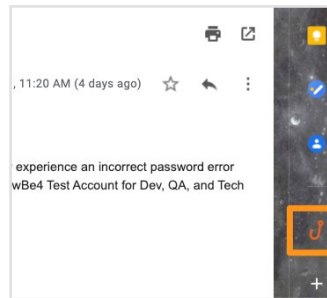 , 11:20 AM (4 days ago)
experience an incorrect password error
wBe4 Test Account for Dev, QA, and Tech